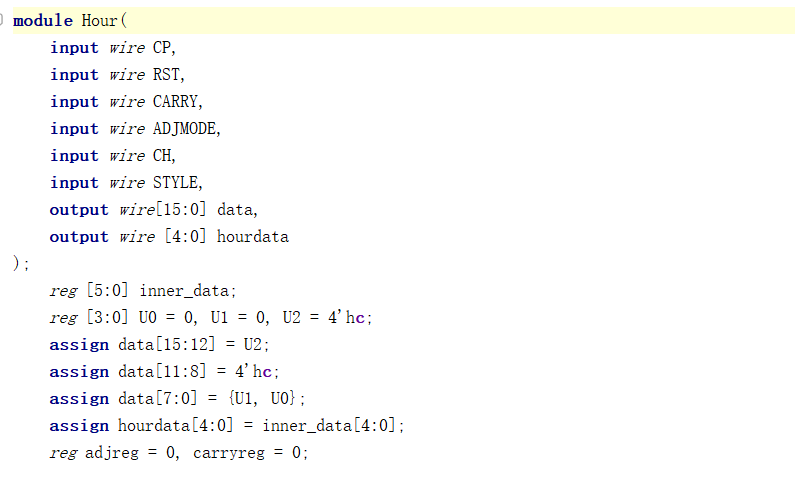 module Hour(
    input wire CP,
    input wire RST,
    input wire CARRY,
    input wire ADJMODE,
    input wire CH,
    input wire STYLE,
    output wire[15:0] data,
    output wire [4:0] hourdata
);
    reg [5:0] inner_data;
    reg [3:0] U0 = 0, U1 = 0, U2 = 4'hc;
    assign data[15:12] = U2;
    assign data[11:8] = 4'hc;
    assign data[7:0] = {U1, U0};
    assign hourdata[4:0] = inner_data[4:0];
    reg adjreg = 0, carryreg = 0;